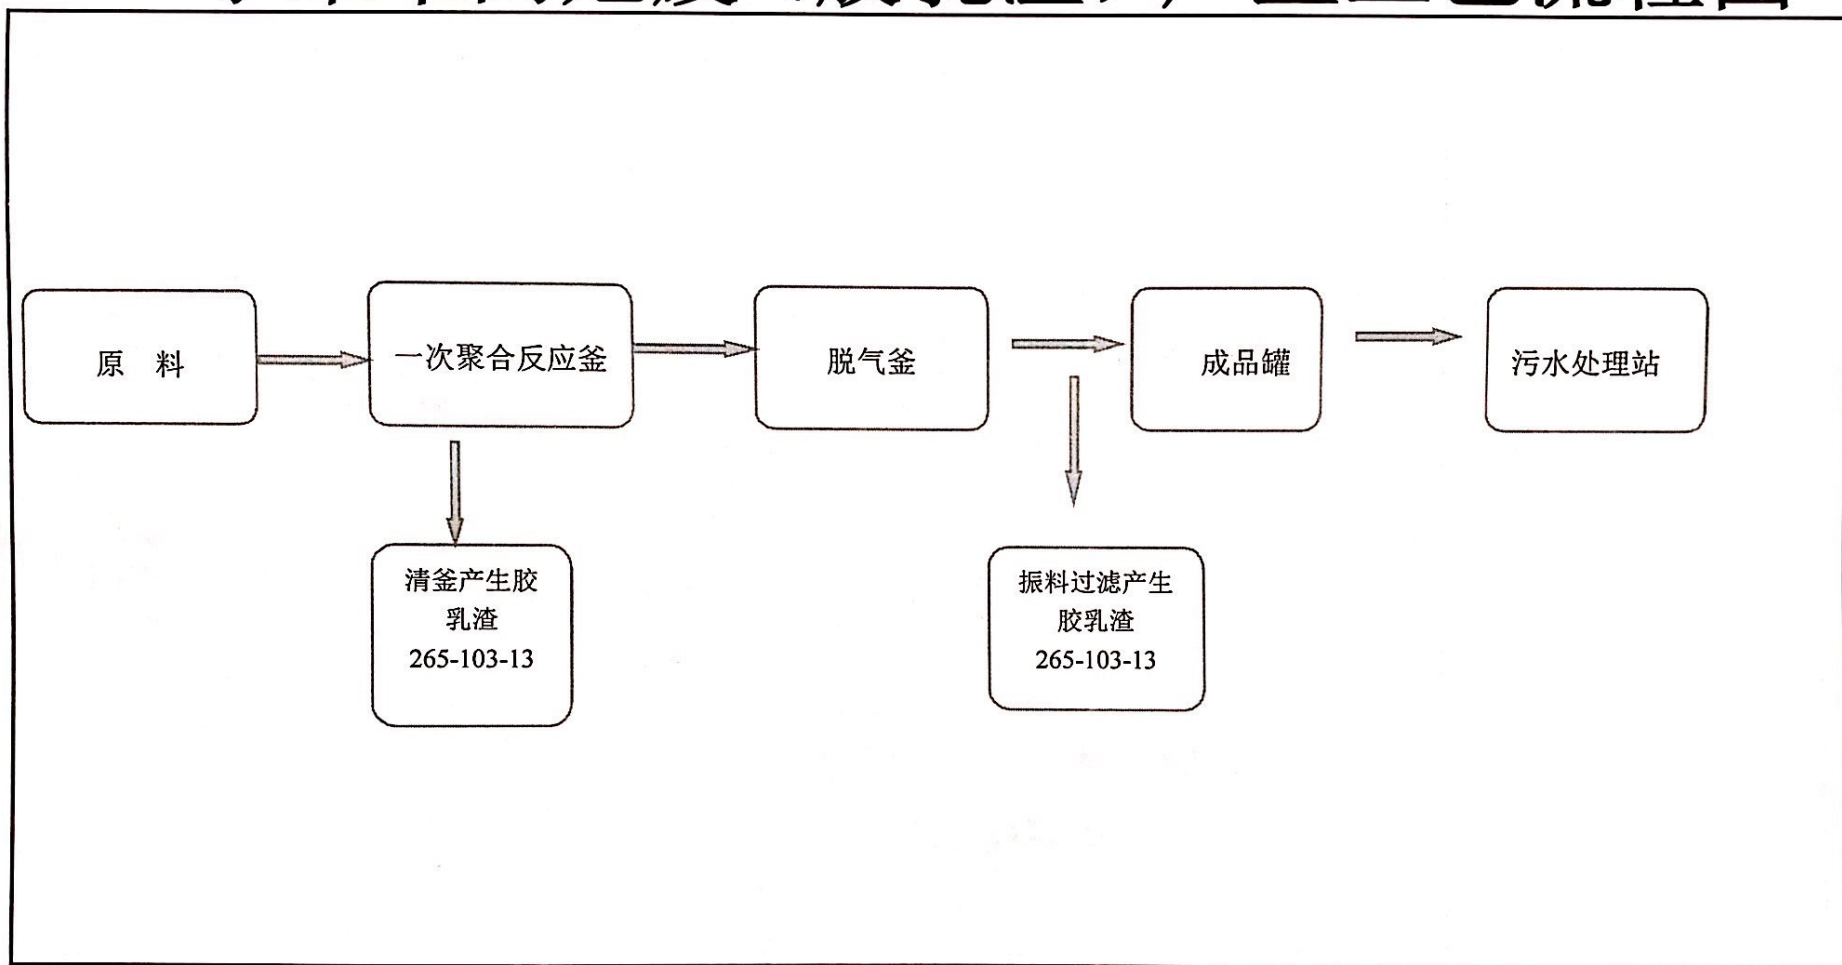 原 料
一次聚合反应釜
脱气釜
成品罐
污水处理站
清釜产生胶
乳渣
265-103-13
振料过滤产生
胶乳渣
265-103-13